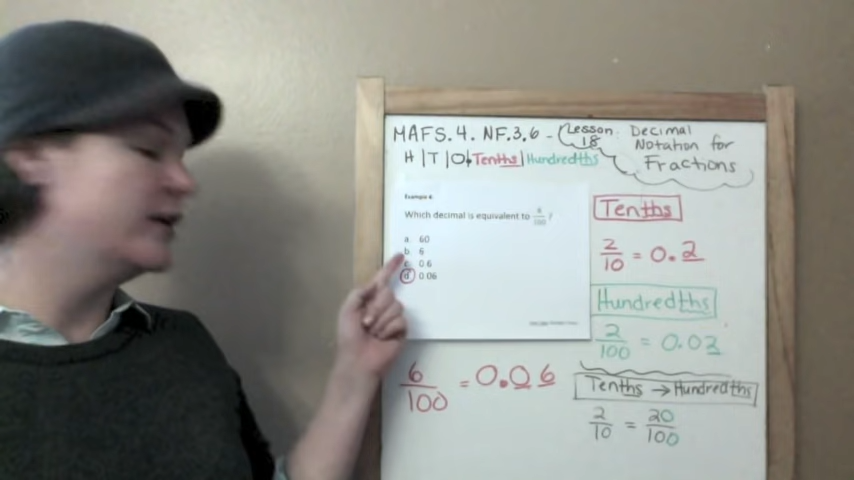 MAFS.4.NF.3.6 - Lesson 18: Decimal Notation for Fractions
H | T | O . Tenths | Hundredths
Example 4:
Which decimal is equivalent to 6/100 ?
a 60
b. 6
c 0.6
d 0.06
6/100 = 0.06
Tenths
2/10 = 0.2
Hundredths
2/100 = 0.02
Tenths → Hundredths
2/10 = 20/100